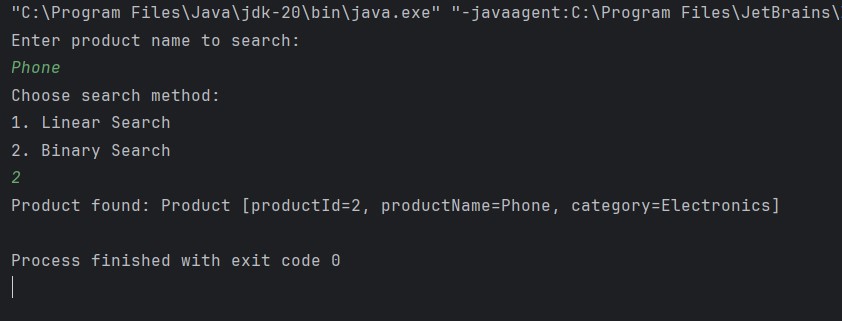 "C:\Program Files\Java\jdk-20\bin\java.exe" "-javaagent:C:\Program Files\JetBrains\
Enter product name to search:
Phone
Choose search method:
1. Linear Search
2. Binary Search
2
Product found: Product [productId=2, productName=Phone, category=Electronics]
Process finished with exit code 0